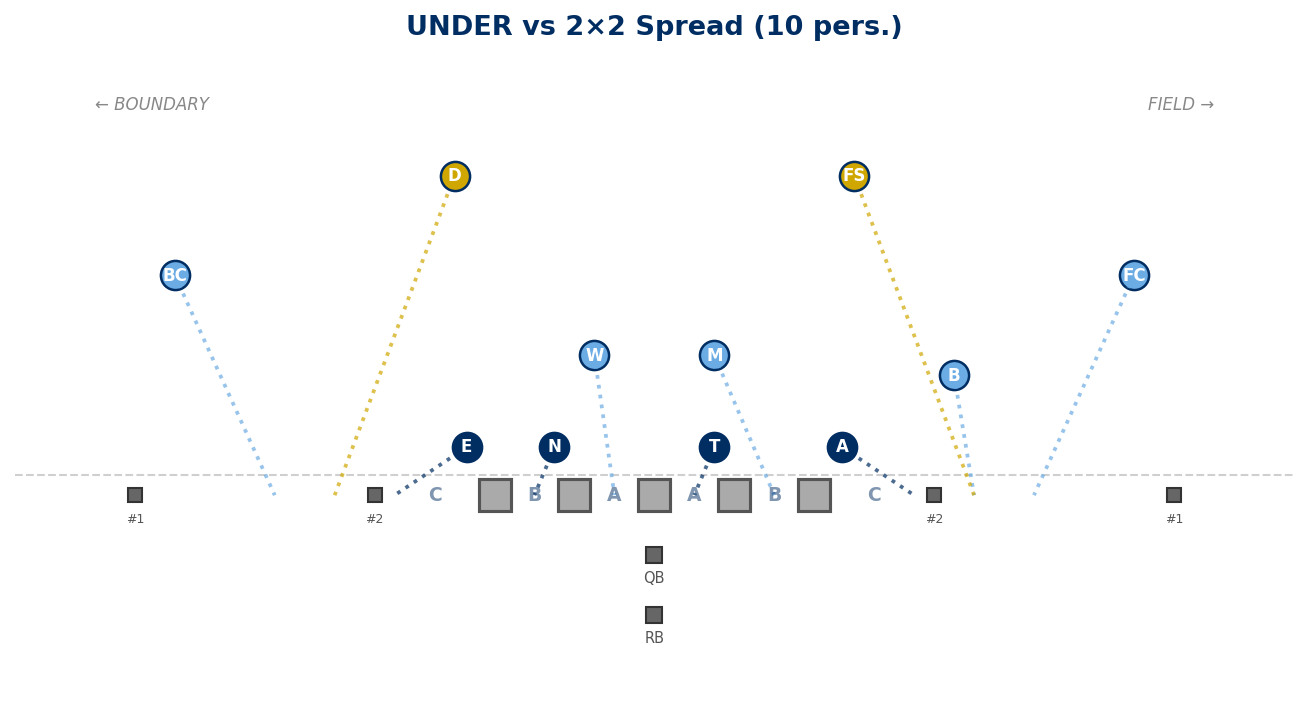 UNDER vs 2×2 Spread (10 pers.)
← BOUNDARY
FIELD →
D
FS
BC
FC
W
M
B
E
N
T
A
C
B
A
A
B
C
#1
#2
#2
#1
QB
RB